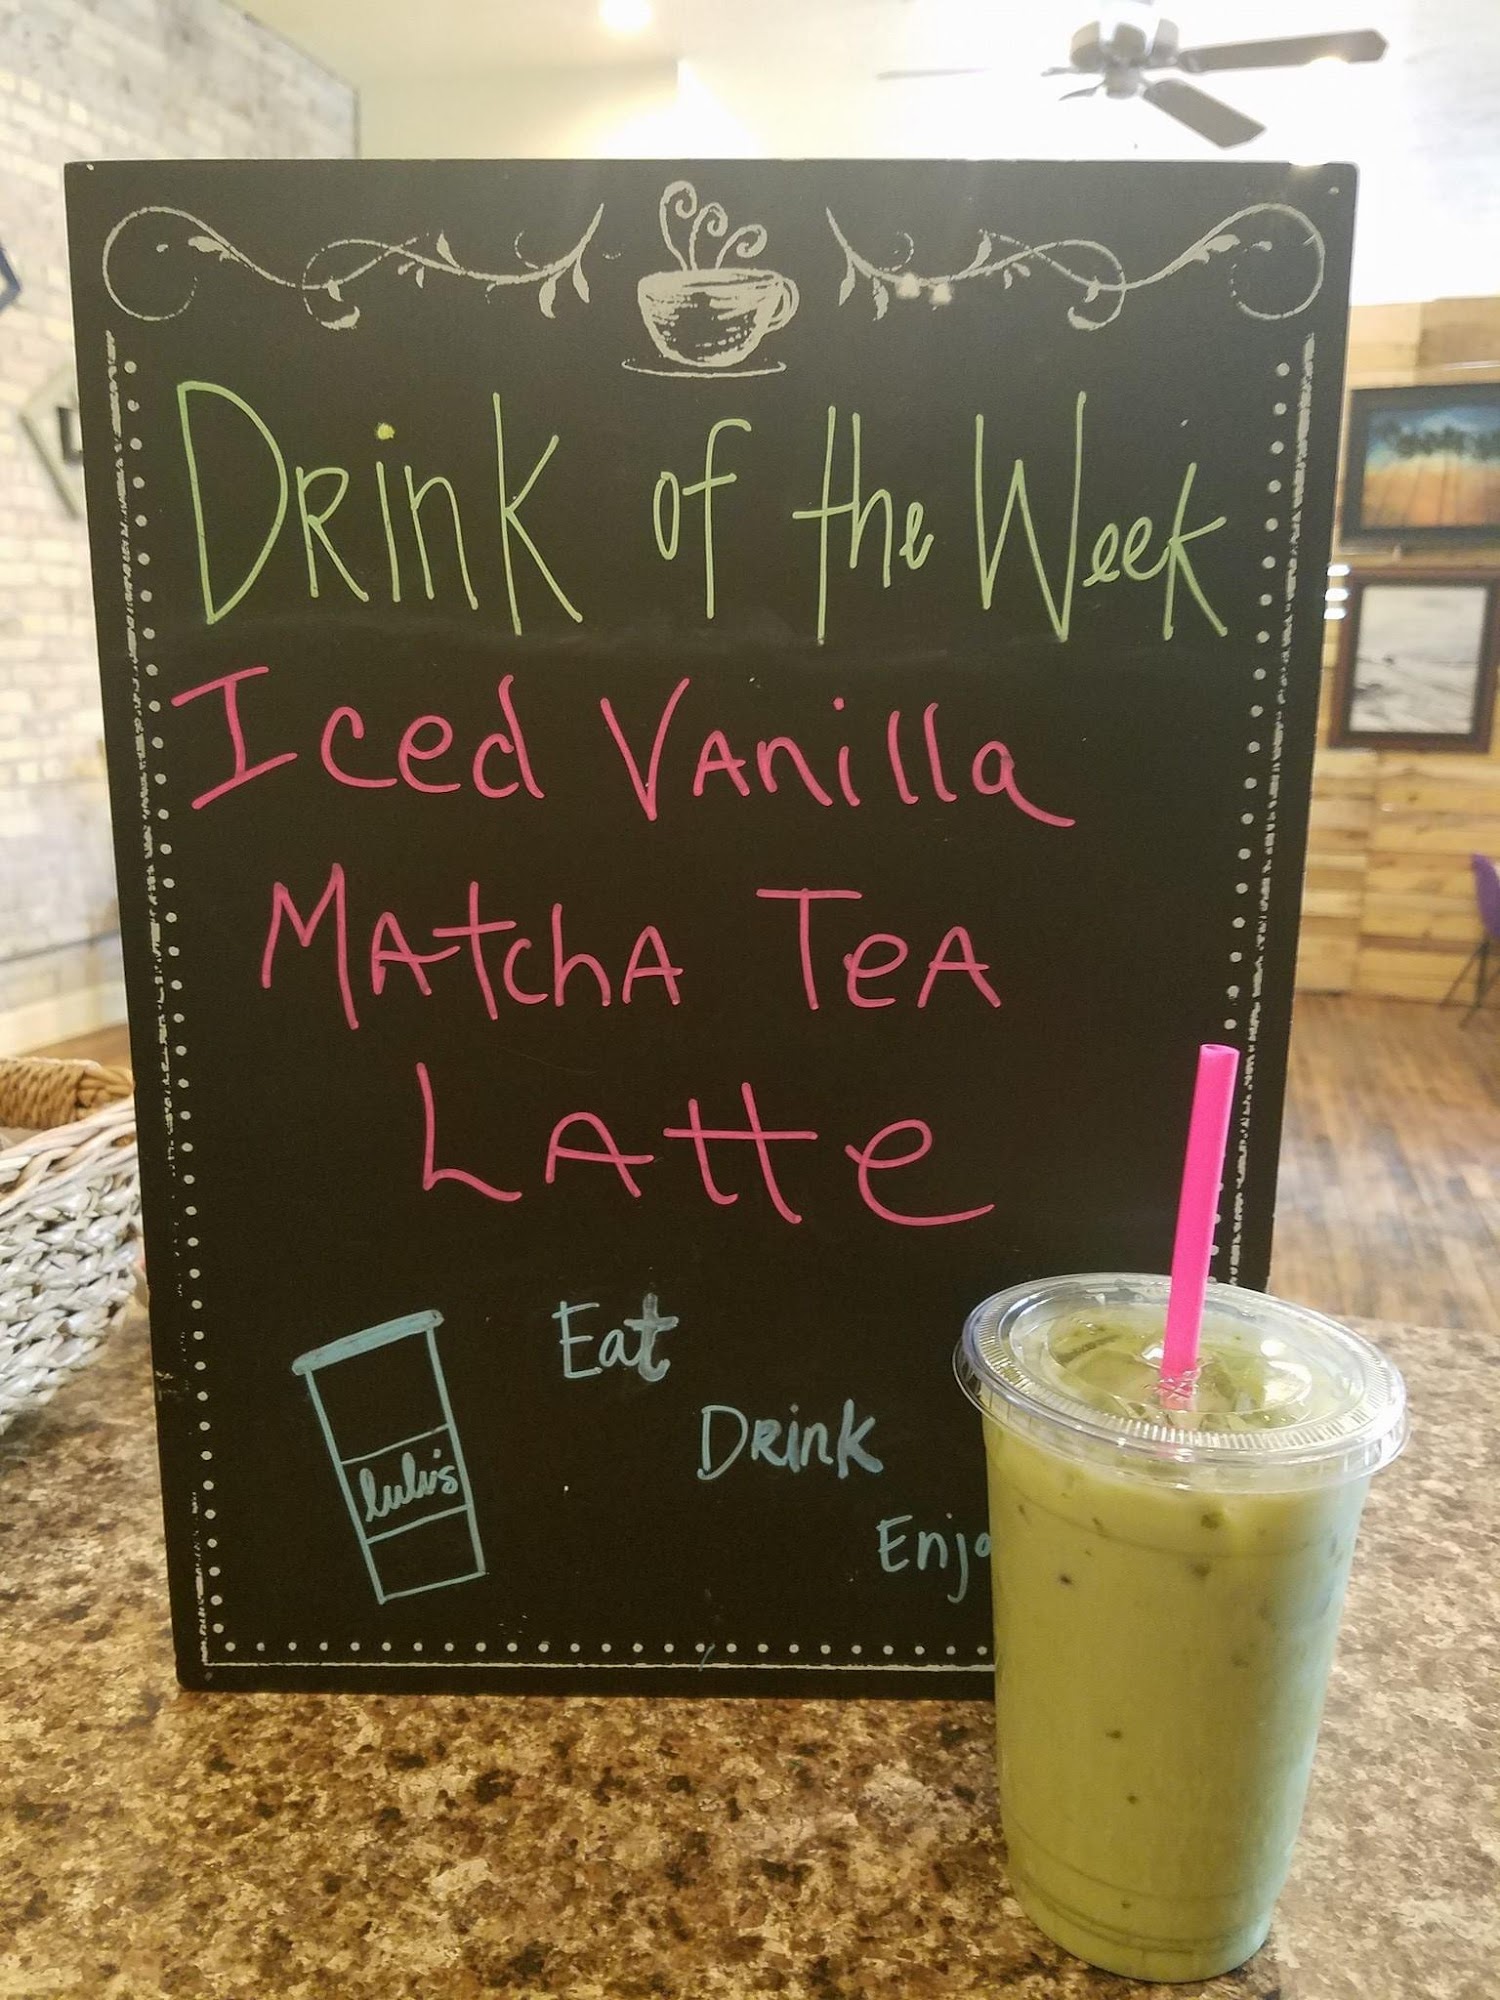 Drink of the Week
Iced Vanilla
Matcha Tea
Latte
Eat
Drink
lulu's